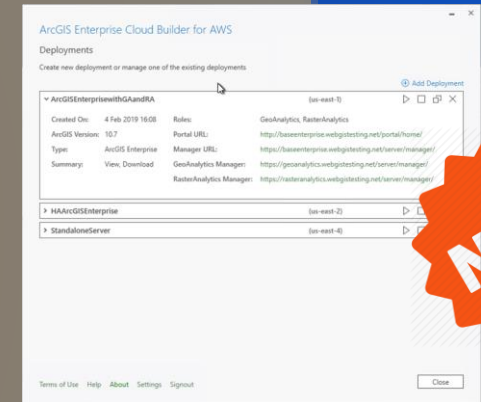 ArcGIS Enterprise Cloud Builder for AWS
Deployments
Create new deployment or manage one of the existing deployments
Add Deployment
ArcGISEnterprisewithGAandRA (us-east-1)
Created On: 4 Feb 2019 16:08 Roles: GeoAnalytics, RasterAnalytics
ArcGIS Version: 10.7 Portal URL: http://baseenterprise.webgistesting.net/portal/home/
Type: ArcGIS Enterprise Manager URL: https://baseenterprise.webgistesting.net/server/manager/
Summary: View, Download GeoAnalytics Manager: https://geoanalytics.webgistesting.net/server/manager/
RasterAnalytics Manager: https://rasteranalytics.webgistesting.net/server/manager/
HAArcGISEnterprise (us-east-2)
StandaloneServer (us-east-4)
Terms of Use Help About Settings Signout
Close